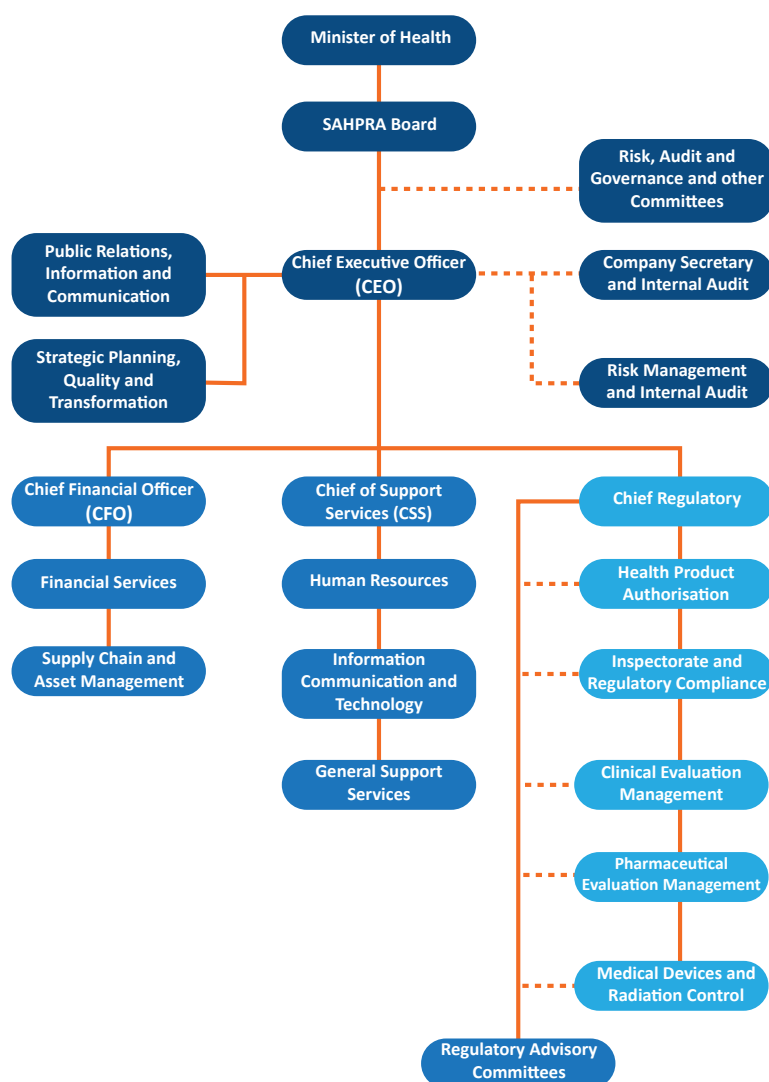 Minister of Health
SAHPRA Board
Risk, Audit and
Governance and other
Committees
Public Relations,
Information and
Communication
Chief Executive Officer
(CEO)
Company Secretary
and Internal Audit
Strategic Planning,
Quality and
Transformation
Risk Management
and Internal Audit
Chief Financial Officer
(CFO)
Chief of Support
Services (CSS)
Chief Regulatory
Financial Services
Human Resources
Health Product
Authorisation
Supply Chain and
Asset Management
Information
Communication and
Technology
Inspectorate and
Regulatory Compliance
General Support
Services
Clinical Evaluation
Management
Pharmaceutical
Evaluation Management
Medical Devices and
Radiation Control
Regulatory Advisory
Committees